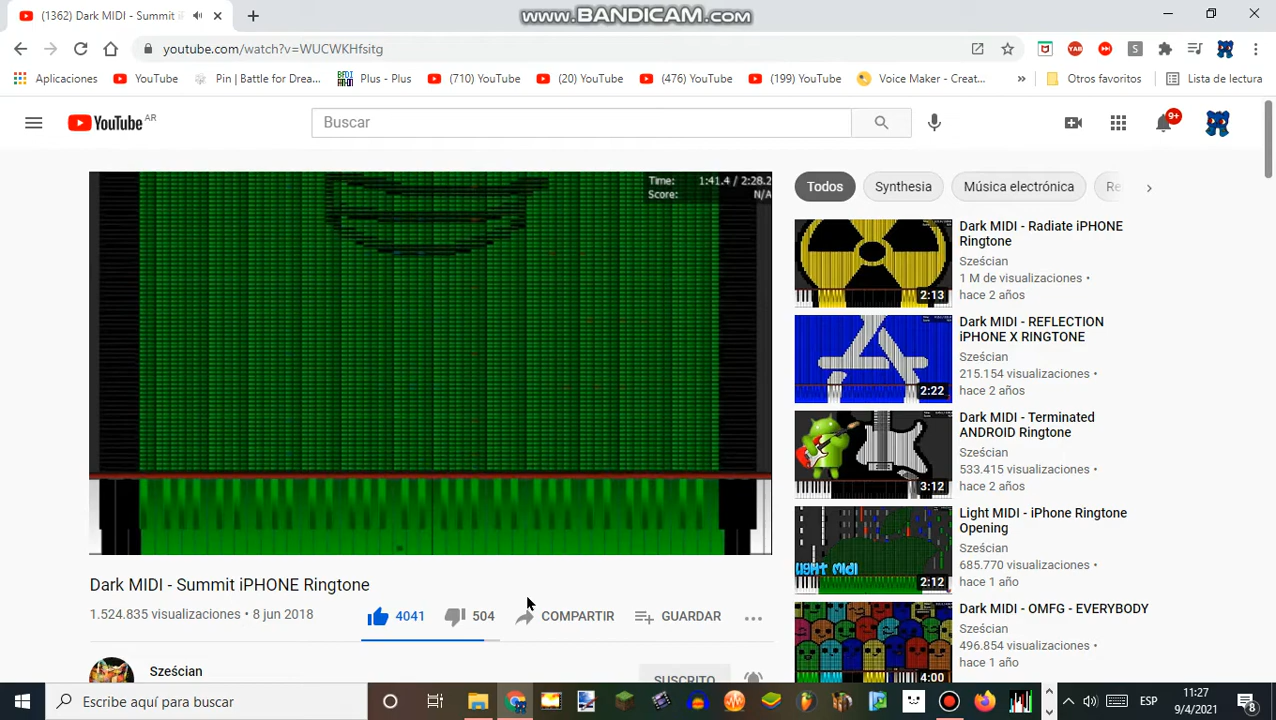 www.BANDICAM.com
(1362) Dark MIDI - Summit i
youtube.com/watch?v=WUCWKHfsitg
YAB
S
Aplicaciones
YouTube
Pin | Battle for Drea...
Plus - Plus
(710) YouTube
(20) YouTube
(476) YouTube
(199) YouTube
Voice Maker - Creat...
»
Otros favoritos
Lista de lectura
YouTube AR
Buscar
9+
Time: 1:41.4 / 2:28.2
Score: N/A
Todos
Synthesia
Música electrónica
Re
Dark MIDI - Radiate iPHONE
Ringtone
Sześcian
1 M de visualizaciones •
hace 2 años
2:13
Dark MIDI - REFLECTION
iPHONE X RINGTONE
Sześcian
215.154 visualizaciones •
hace 2 años
2:22
Dark MIDI - Terminated
ANDROID Ringtone
Sześcian
533.415 visualizaciones •
hace 2 años
3:12
Light MIDI - iPhone Ringtone
Opening
Sześcian
685.770 visualizaciones •
hace 1 año
LIGHT MIDI
2:12
Dark MIDI - OMFG - EVERYBODY
Sześcian
496.854 visualizaciones •
hace 1 año
4:00
Dark MIDI - Summit iPHONE Ringtone
1.524.835 visualizaciones • 8 jun 2018
4041
504
COMPARTIR
GUARDAR
Sześcian
SUSCRITO
Escribe aquí para buscar
ESP
11:27
9/4/2021
8